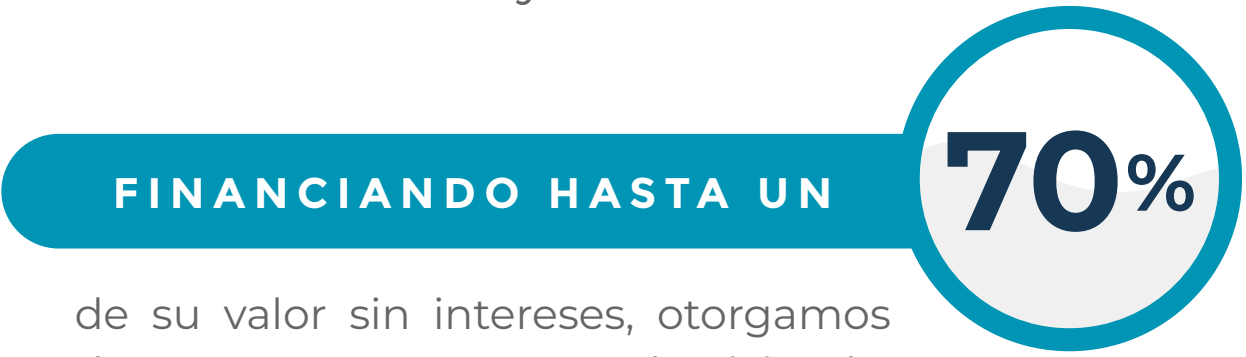 FINANCIANDO HASTA UN 70%
de su valor sin intereses, otorgamos